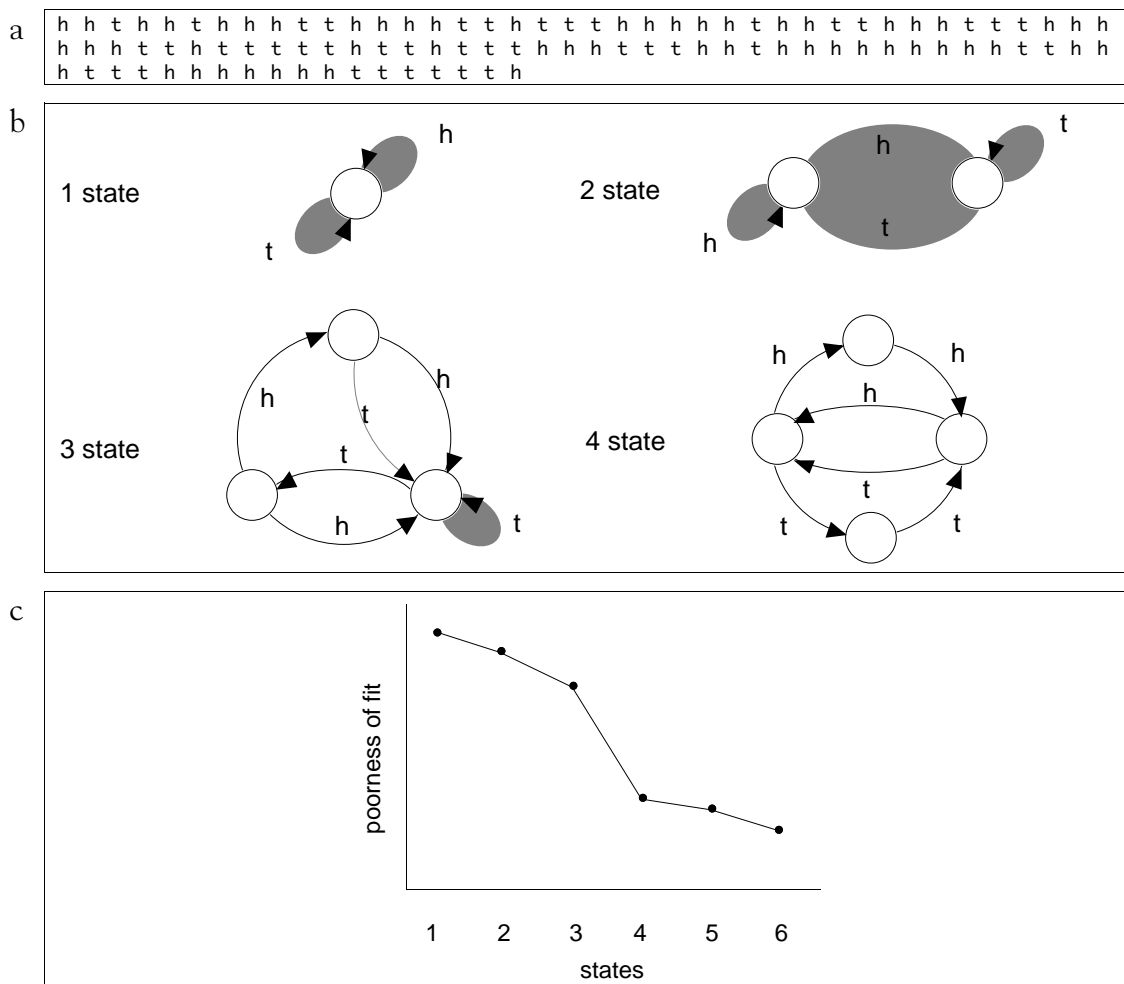 a
h h t h h t h h h t t h h h h t t h t t t h h h h t h h t t h h h h t t t h h h
h h h t t h t t t t h t t h t t t t h h h t t t h t t h h h h h h h h h t t h h
h t t t h h h h h h h t t t t t t h
b
h
1 state
t
h
t
2 state
h
t
h
h
t
3 state
t
h
t
h
h
h
4 state
t
t
t
c
poorness of fit
1 2 3 4 5 6
states